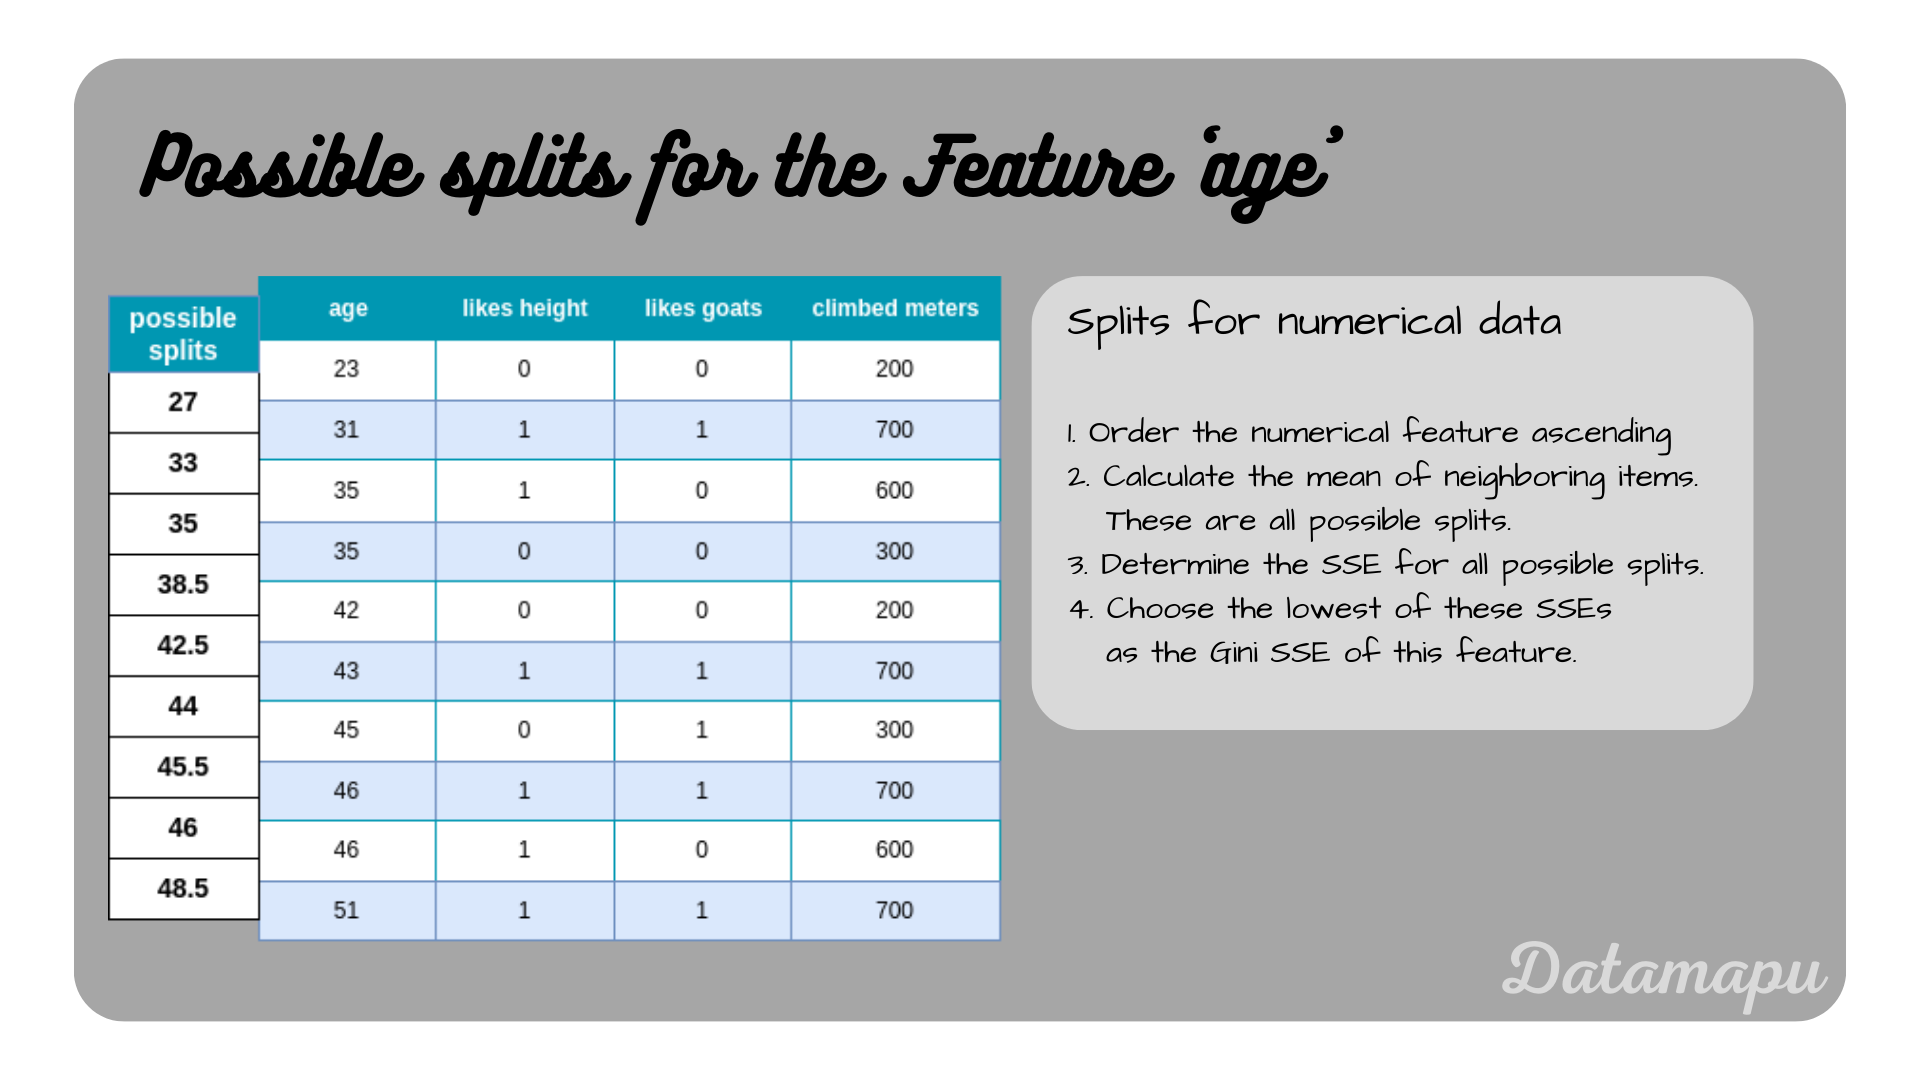 Possible splits for the Feature ‘age’
possible
splits
27
33
35
38.5
42.5
44
45.5
46
48.5
age likes height likes goats climbed meters
23 0 0 200
31 1 1 700
35 1 0 600
35 0 0 300
42 0 0 200
43 1 1 700
45 0 1 300
46 1 1 700
46 1 0 600
51 1 1 700
Splits for numerical data
1. Order the numerical feature ascending
2. Calculate the mean of neighboring items.
These are all possible splits.
3. Determine the SSE for all possible splits.
4. Choose the lowest of these SSEs
as the Gini SSE of this feature.
Datamapu